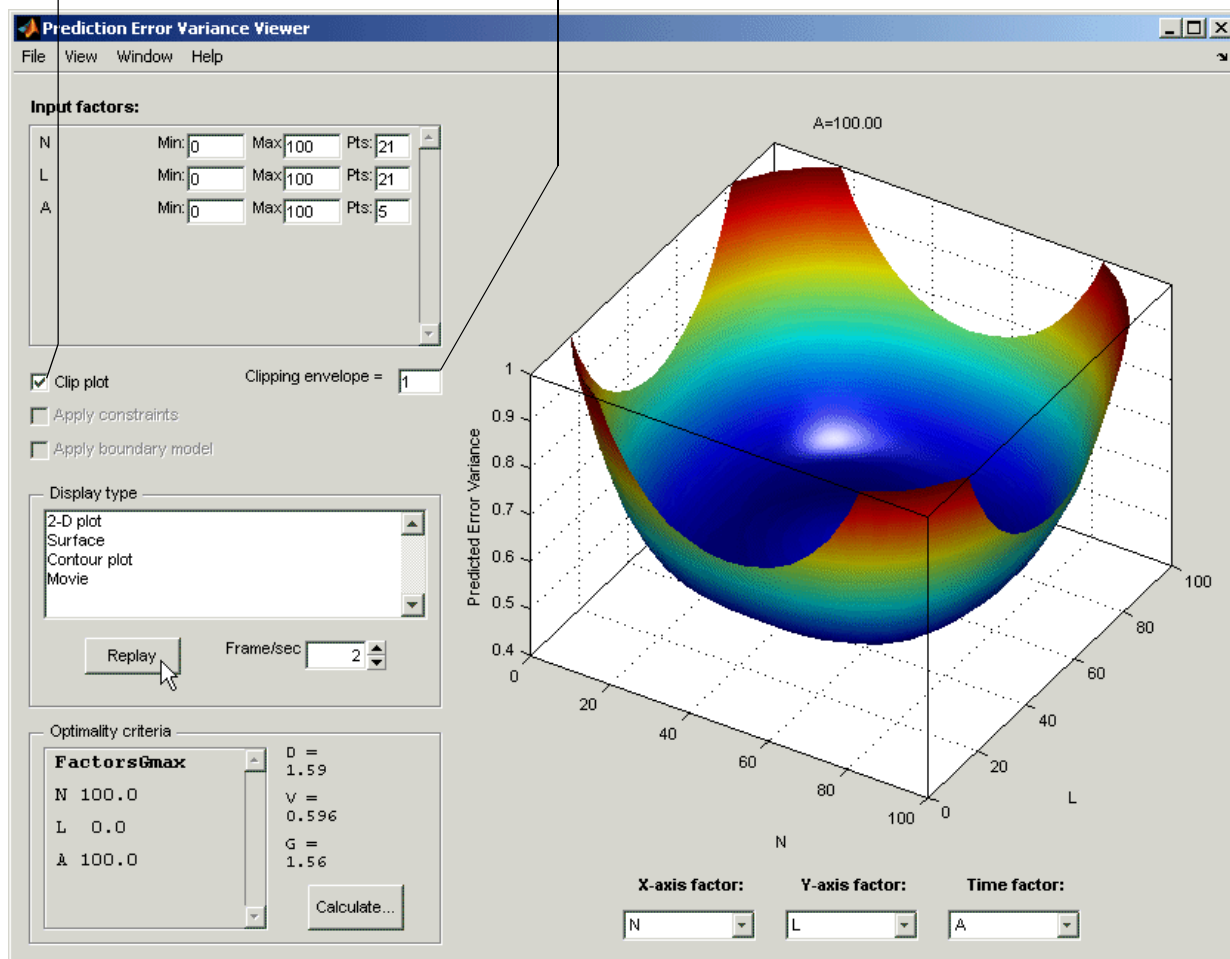 Prediction Error Variance Viewer
File View Window Help
Input factors:
N Min: 0 Max 100 Pts: 21
L Min: 0 Max 100 Pts: 21
A Min: 0 Max 100 Pts: 5
Clip plot
Clipping envelope = 1
Apply constraints
Apply boundary model
Display type
2-D plot
Surface
Contour plot
Movie
Replay
Frame/sec 2
Optimality criteria
FactorsGmax
N 100.0
L 0.0
A 100.0
D =
1.59
V =
0.596
G =
1.56
Calculate...
A=100.00
Predicted Error Variance
1
0.9
0.8
0.7
0.6
0.5
0.4
0
20
40
60
80
100
N
0
20
40
60
80
100
L
X-axis factor: Y-axis factor: Time factor:
N L A